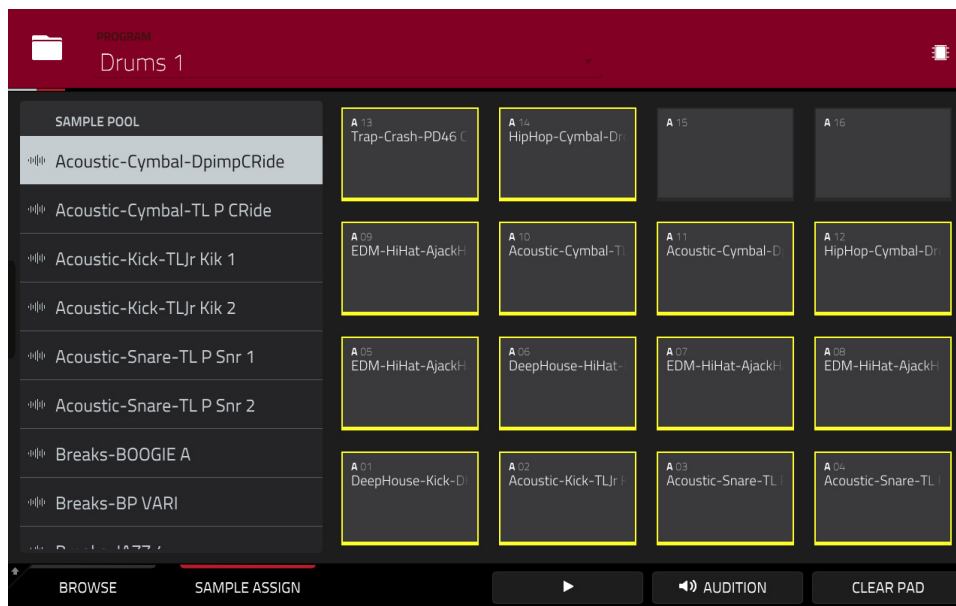 PROGRAM
Drums 1
SAMPLE POOL
Acoustic-Cymbal-DpimpCRide
Acoustic-Cymbal-TL P CRide
Acoustic-Kick-TLJr Kik 1
Acoustic-Kick-TLJr Kik 2
Acoustic-Snare-TL P Snr 1
Acoustic-Snare-TL P Snr 2
Breaks-BOOGIE A
Breaks-BP VARI
A 13
Trap-Crash-PD46 C
A 14
HipHop-Cymbal-Dr
A 15
A 16
A 09
EDM-HiHat-AjackH
A 10
Acoustic-Cymbal-TL
A 11
Acoustic-Cymbal-D
A 12
HipHop-Cymbal-Dr
A 05
EDM-HiHat-AjackH
A 06
DeepHouse-HiHat-
A 07
EDM-HiHat-AjackH
A 08
EDM-HiHat-AjackH
A 01
DeepHouse-Kick-D
A 02
Acoustic-Kick-TLJr
A 03
Acoustic-Snare-TL
A 04
Acoustic-Snare-TL
BROWSE
SAMPLE ASSIGN
AUDITION
CLEAR PAD